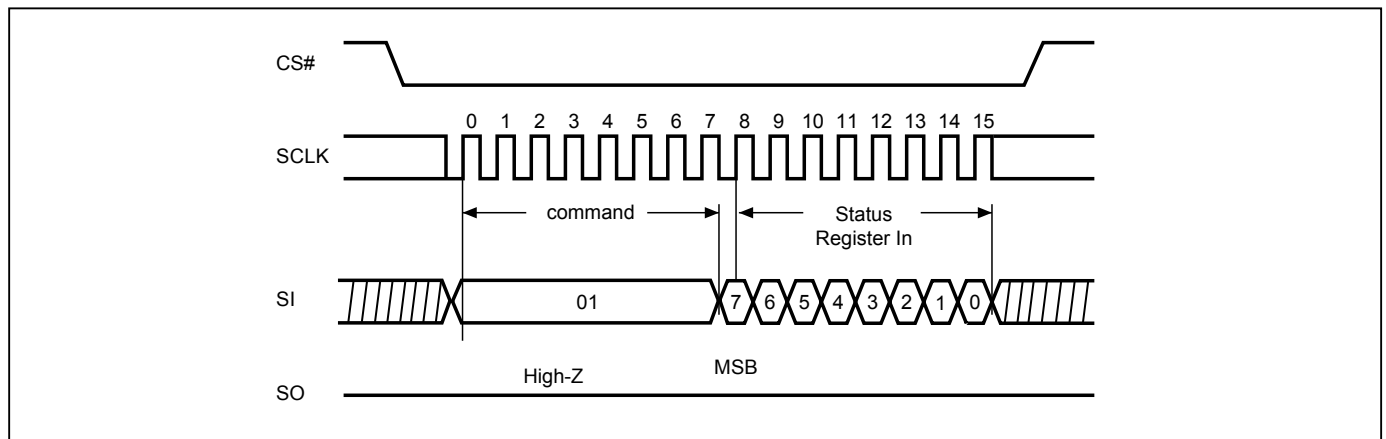 CS#
0 1 2 3 4 5 6 7 8 9 10 11 12 13 14 15
SCLK
command
Status
Register In
SI
01
7 6 5 4 3 2 1 0
High-Z
MSB
SO